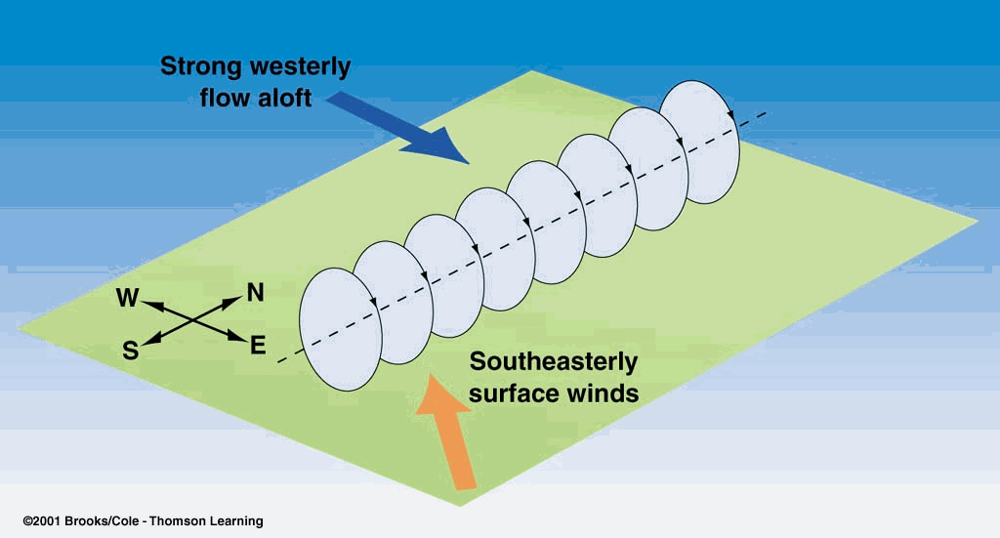 Strong westerly
flow aloft
W
N
S
E
Southeasterly
surface winds
©2001 Brooks/Cole - Thomson Learning